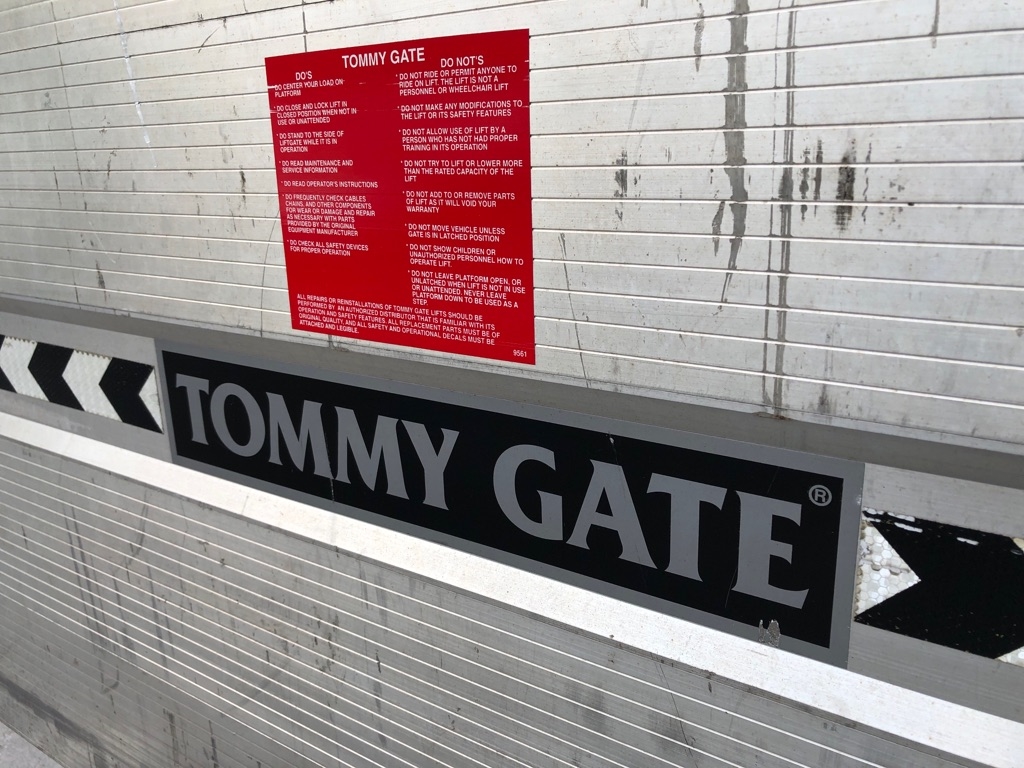 TOMMY GATE
DO'S
DO CENTER YOUR LOAD ON
PLATFORM
* DO CLOSE AND LOCK LIFT IN
CLOSED POSITION WHEN NOT IN
USE OR UNATTENDED
* DO STAND TO THE SIDE OF
LIFTGATE WHILE IT IS IN
OPERATION
* DO READ MAINTENANCE AND
SERVICE INFORMATION
* DO READ OPERATOR'S INSTRUCTIONS
* DO FREQUENTLY CHECK CABLES
CHAINS, AND OTHER COMPONENTS
FOR WEAR OR DAMAGE AND REPAIR
AS NECESSARY WITH PARTS
PROVIDED BY THE ORIGINAL
EQUIPMENT MANUFACTURER
* DO CHECK ALL SAFETY DEVICES
FOR PROPER OPERATION
DO NOT'S
* DO NOT RIDE OR PERMIT ANYONE TO
RIDE ON LIFT. THE LIFT IS NOT A
PERSONNEL OR WHEELCHAIR LIFT
* DO NOT MAKE ANY MODIFICATIONS TO
THE LIFT OR ITS SAFETY FEATURES
* DO NOT ALLOW USE OF LIFT BY A
PERSON WHO HAS NOT HAD PROPER
TRAINING IN ITS OPERATION
* DO NOT TRY TO LIFT OR LOWER MORE
THAN THE RATED CAPACITY OF THE
LIFT
* DO NOT ADD TO OR REMOVE PARTS
OF LIFT AS IT WILL VOID YOUR
WARRANTY
* DO NOT MOVE VEHICLE UNLESS
GATE IS IN LATCHED POSITION
* DO NOT SHOW CHILDREN OR
UNAUTHORIZED PERSONNEL HOW TO
OPERATE LIFT.
* DO NOT LEAVE PLATFORM OPEN, OR
UNLATCHED WHEN LIFT IS NOT IN USE
OR UNATTENDED. NEVER LEAVE
PLATFORM DOWN TO BE USED AS A
STEP.
ALL REPAIRS OR REINSTALLATIONS OF TOMMY GATE LIFTS SHOULD BE
PERFORMED BY AN AUTHORIZED DISTRIBUTOR THAT IS FAMILIAR WITH ITS
OPERATION AND SAFETY FEATURES. ALL REPLACEMENT PARTS MUST BE OF
ORIGINAL QUALITY, AND ALL SAFETY AND OPERATIONAL DECALS MUST BE
ATTACHED AND LEGIBLE.
9561
TOMMY GATE®